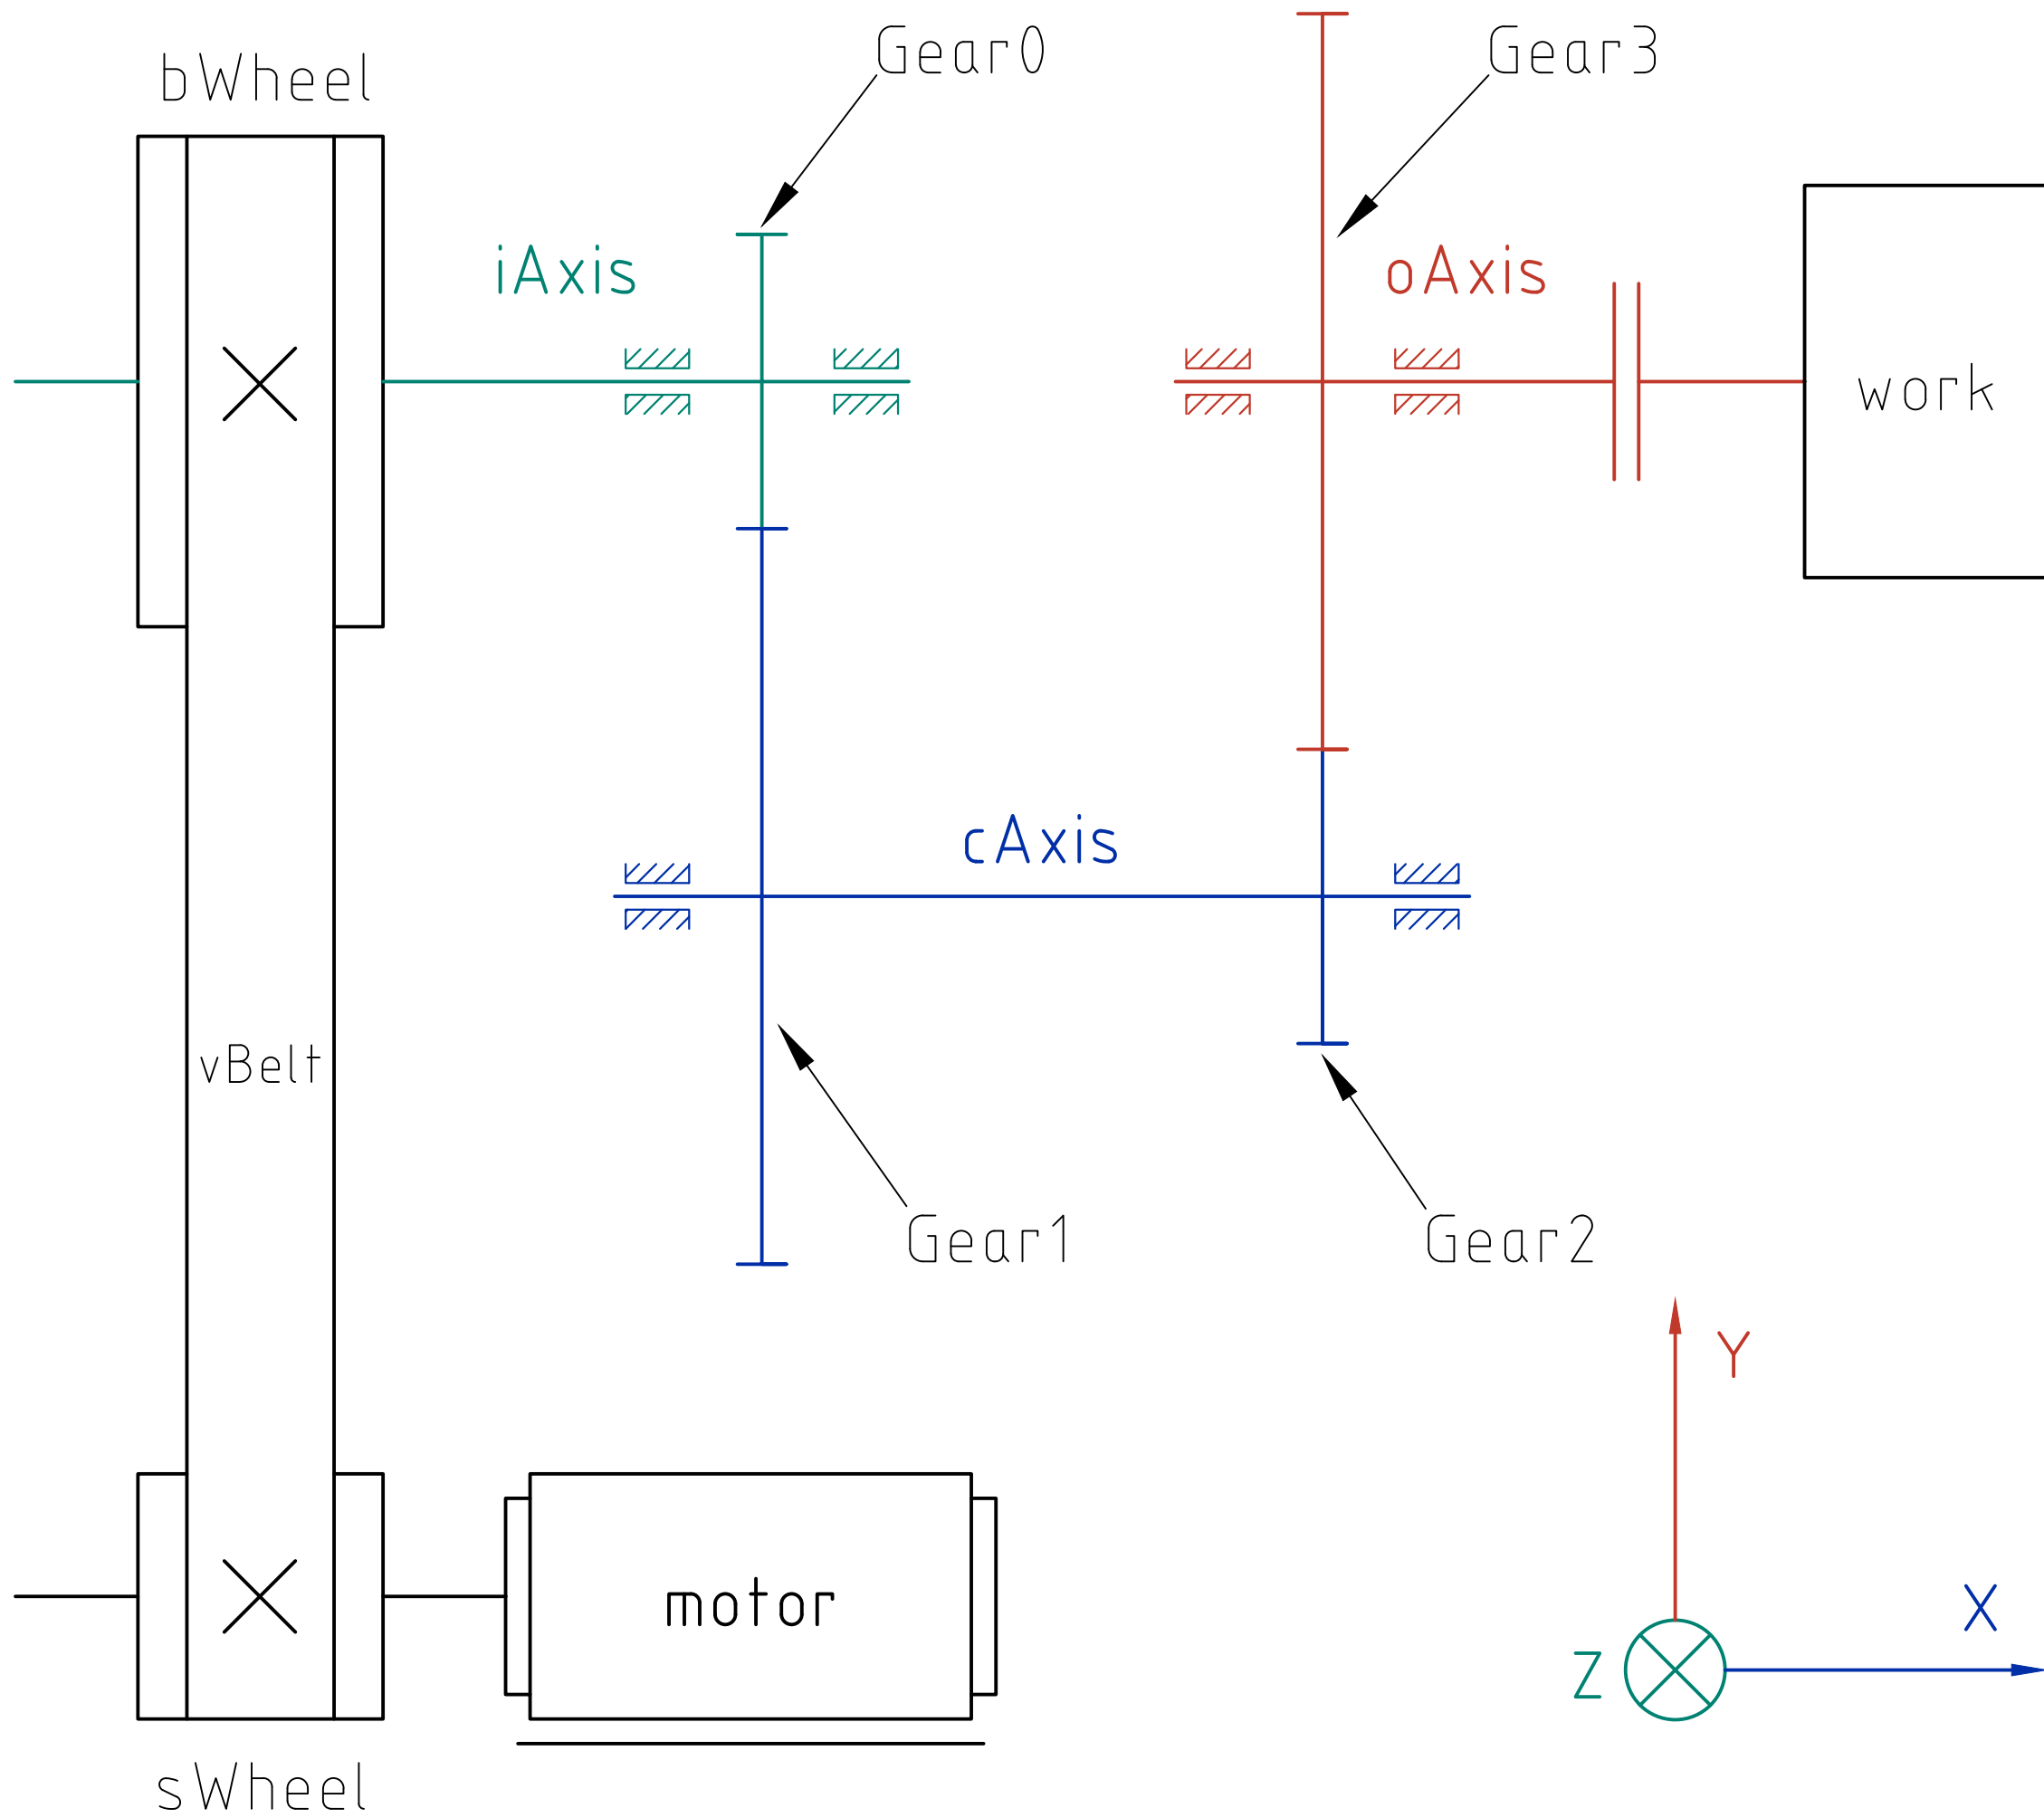 bWheel
Gear0
Gear3
iAxis
oAxis
work
cAxis
vBelt
Gear1
Gear2
Y
motor
X
Z
sWheel